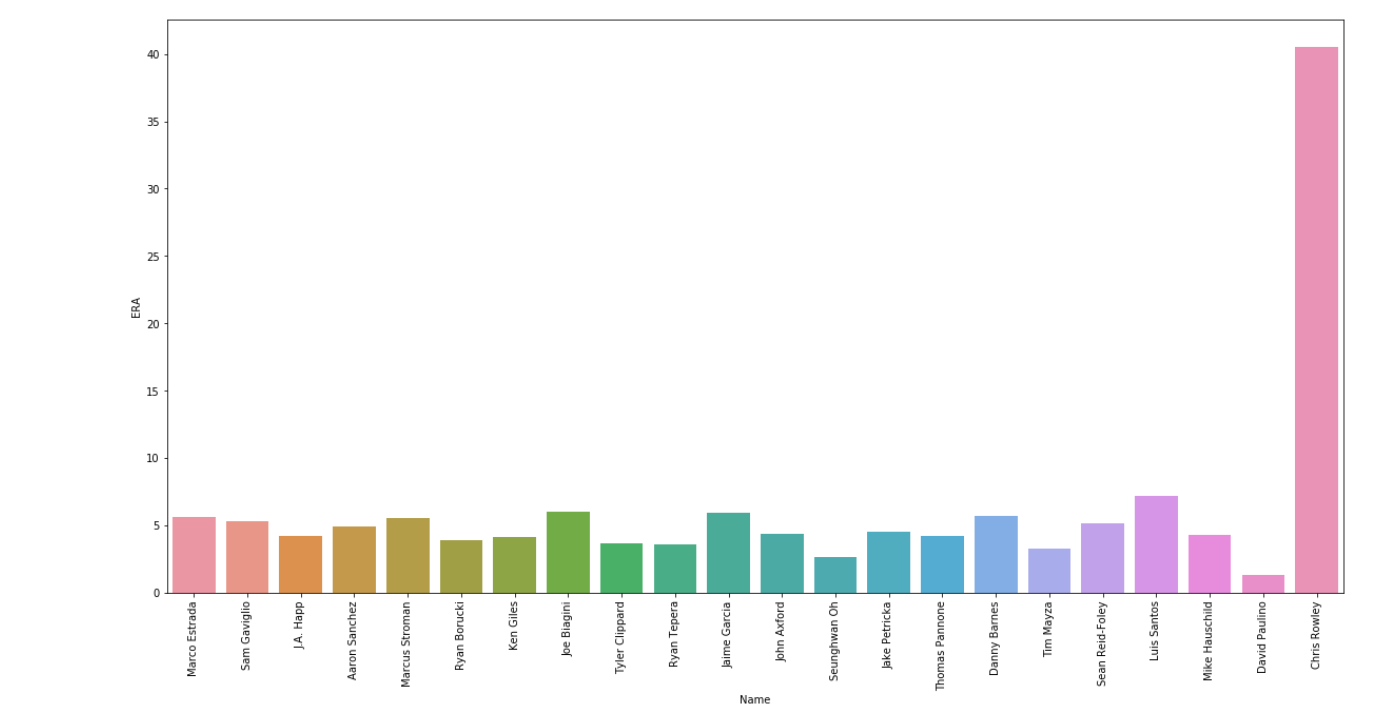 40
35
30
25
20
15
10
5
0
ERA
Marco Estrada
Sam Gaviglio
J.A. Happ
Aaron Sanchez
Marcus Stroman
Ryan Borucki
Ken Giles
Joe Biagini
Tyler Clippard
Ryan Tepera
Jaime Garcia
John Axford
Seunghwan Oh
Jake Petricka
Thomas Pannone
Danny Barnes
Tim Mayza
Sean Reid-Foley
Luis Santos
Mike Hauschild
David Paulino
Chris Rowley
Name